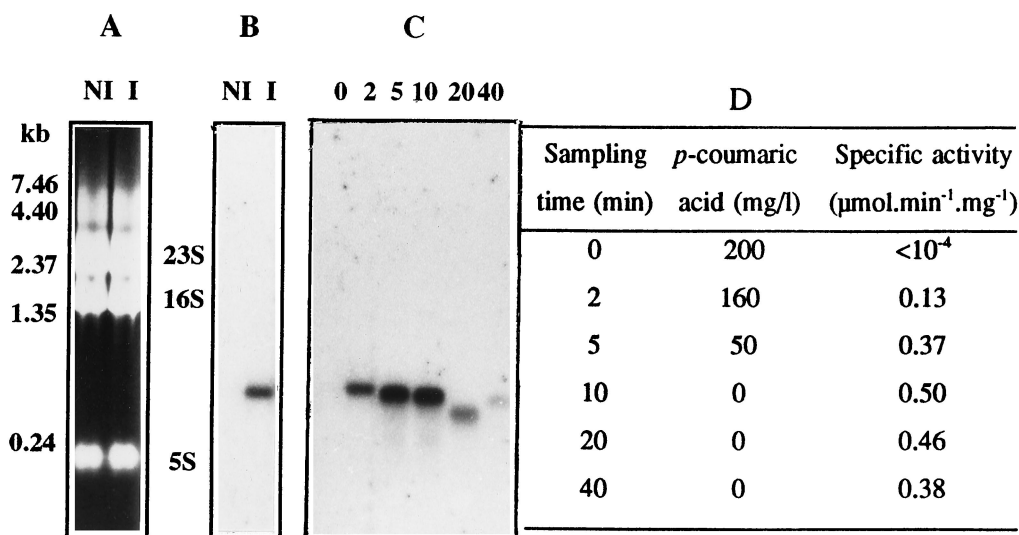 A B C
NI I NI I 0 2 5 10 20 40
D
kb
7.46
4.40
2.37
1.35
0.24
23S
16S
5S
Sampling time (min) p-coumaric acid (mg/l) Specific activity (µmol.min⁻¹.mg⁻¹)
0 200 <10⁻⁴
2 160 0.13
5 50 0.37
10 0 0.50
20 0 0.46
40 0 0.38